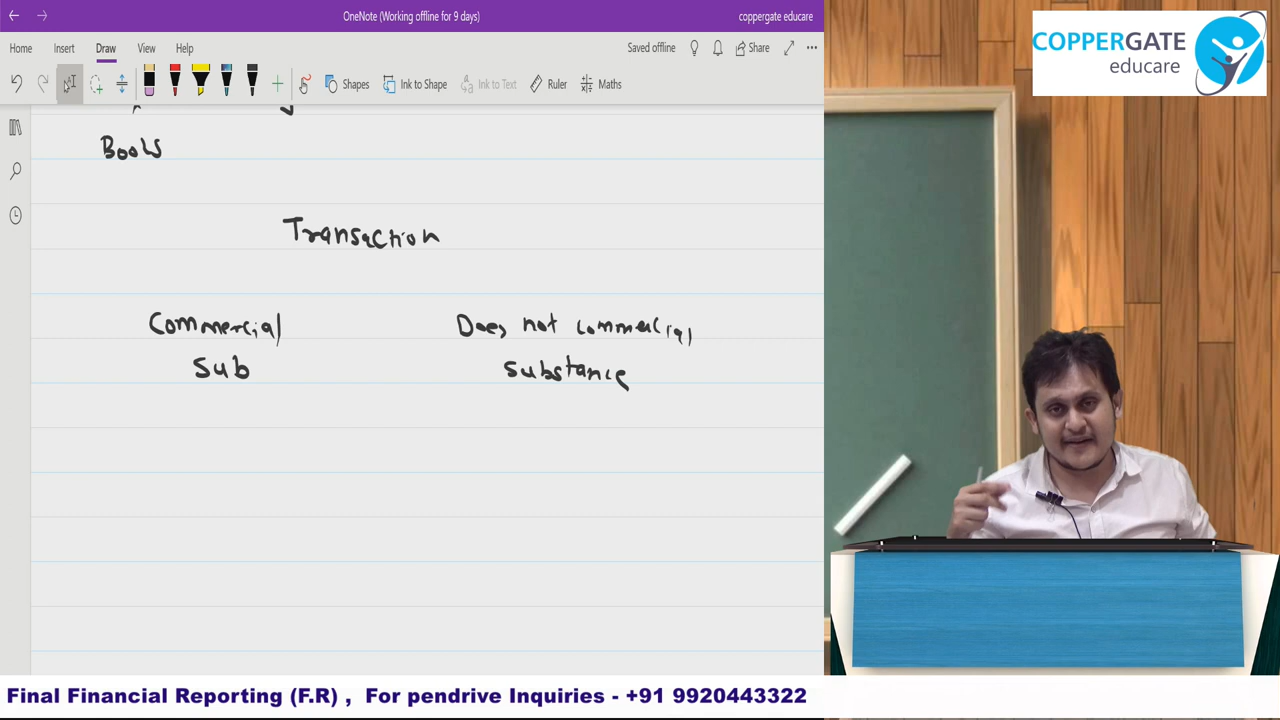 OneNote (Working offline for 9 days)
coppergate educare
Home Insert Draw View Help
Saved offline
Share
Shapes
Ink to Shape
Ink to Text
Ruler
Maths
COPPERGATE
educare
Books
Transaction
Commercial
Sub
Does not commercial
substance
Final Financial Reporting (F.R) , For pendrive Inquiries - +91 9920443322